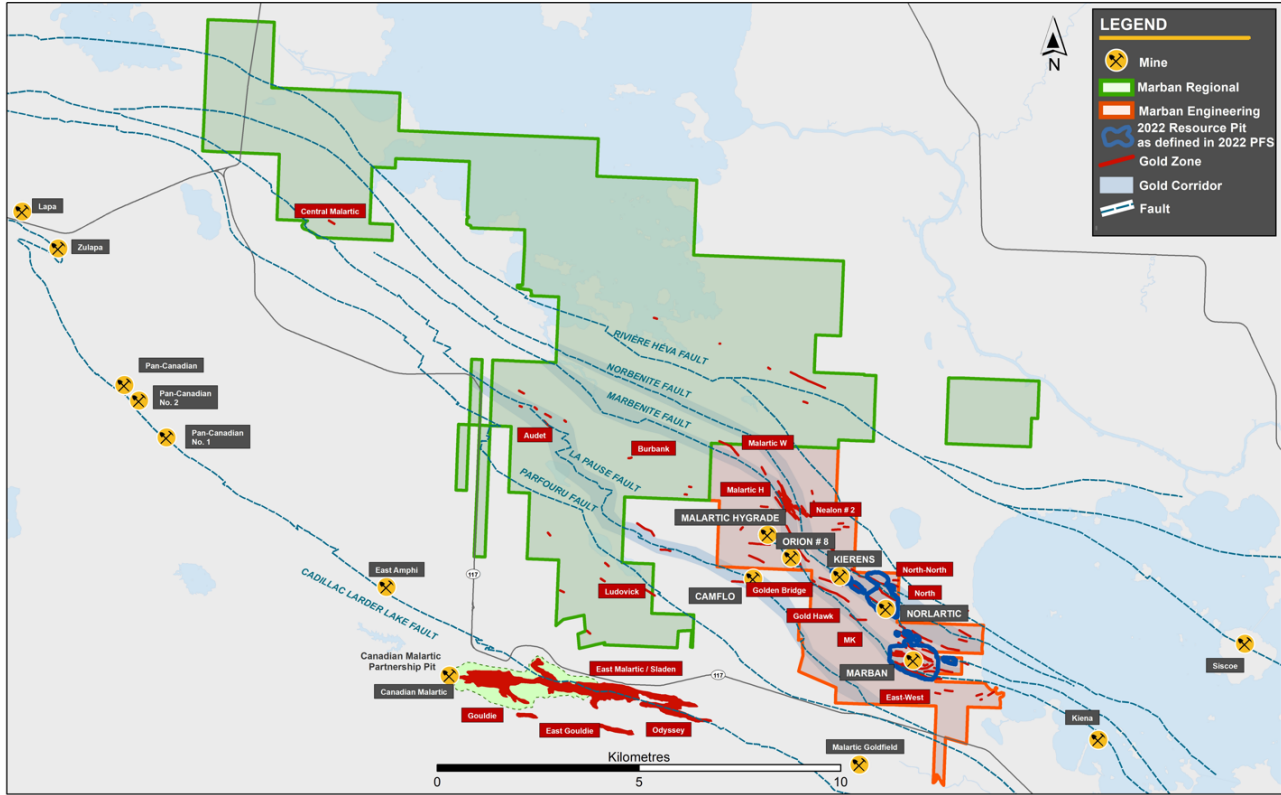 LEGEND
Mine
Marban Regional
Marban Engineering
2022 Resource Pit
as defined in 2022 PFS
Gold Zone
Gold Corridor
Fault
N
Lapa
Zulapa
Central Malartic
RIVIÈRE HÉVA FAULT
NORBENITE FAULT
MARBENITE FAULT
Pan-Canadian
Pan-Canadian
No. 2
Pan-Canadian
No. 1
Audet
Burbank
Malartic W
LA PAUSE FAULT
PARFOURU FAULT
Malartic H
Nealon # 2
MALARTIC HYGRADE
ORION # 8
KIERENS
North-North
North
117
East Amphi
Ludovick
CAMFLO
Golden Bridge
Gold Hawk
NORLARTIC
CADILLAC LARDER LAKE FAULT
MK
MARBAN
Siscoe
Canadian Malartic
Partnership Pit
Canadian Malartic
East Malartic / Sladen
117
East-West
Gouldie
East Gouldie
Odyssey
Kiena
Malartic Goldfield
Kilometres
0
5
10